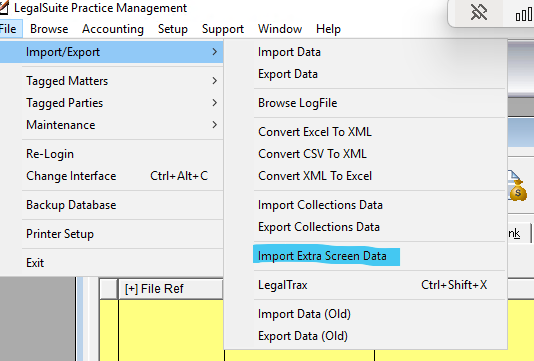 LegalSuite Practice Management
File Browse Accounting Setup Support Window Help
Import/Export
Tagged Matters
Tagged Parties
Maintenance
Re-Login
Change Interface Ctrl+Alt+C
Backup Database
Printer Setup
Exit
Import Data
Export Data
Browse LogFile
Convert Excel To XML
Convert CSV To XML
Convert XML To Excel
Import Collections Data
Export Collections Data
Import Extra Screen Data
LegalTrax Ctrl+Shift+X
Import Data (Old)
Export Data (Old)
nk
[+] File Ref